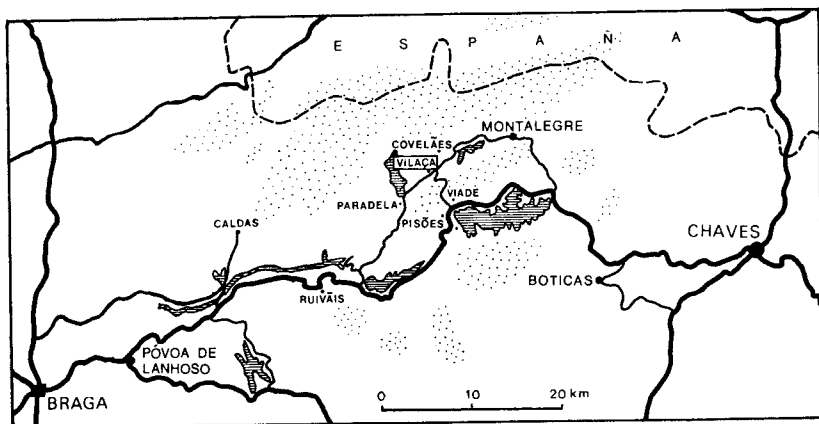 E S P A Ñ A
MONTALEGRE
COVELÃES
VILAÇA
PARADELA
VIADE
PISÕES
CALDAS
CHAVES
BOTICAS
RUIVÃIS
PÓVOA DE
LANHOSO
BRAGA
0 10 20 km